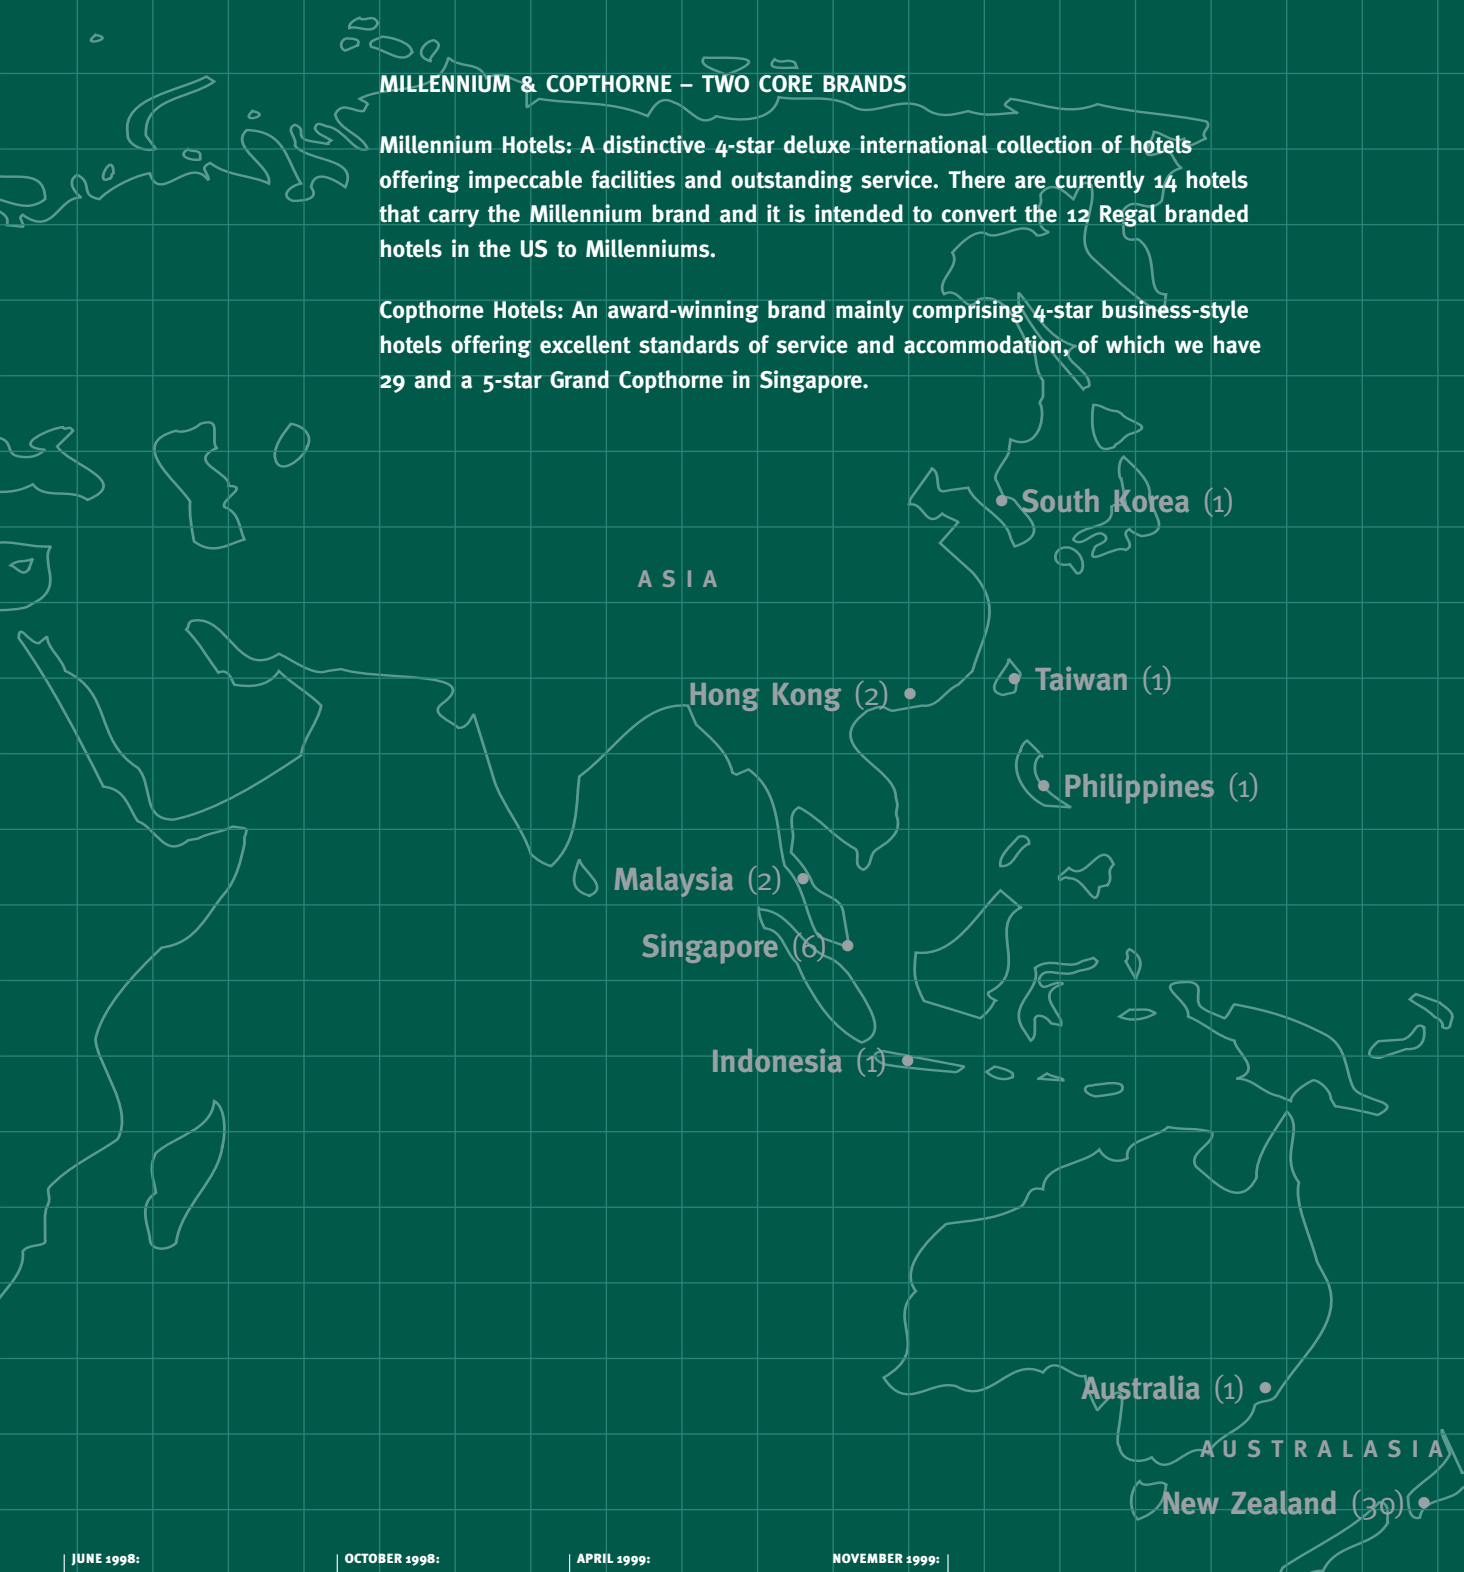 MILLENNIUM & COPTHORNE – TWO CORE BRANDS
Millennium Hotels: A distinctive 4-star deluxe international collection of hotels
offering impeccable facilities and outstanding service. There are currently 14 hotels
that carry the Millennium brand and it is intended to convert the 12 Regal branded
hotels in the US to Millenniums.
Copthorne Hotels: An award-winning brand mainly comprising 4-star business-style
hotels offering excellent standards of service and accommodation, of which we have
29 and a 5-star Grand Copthorne in Singapore.
South Korea (1)
ASIA
Taiwan (1)
Hong Kong (2)
Philippines (1)
Malaysia (2)
Singapore (6)
Indonesia (1)
Australia (1)
AUSTRALASIA
New Zealand (30)
JUNE 1998:
OCTOBER 1998:
APRIL 1999:
NOVEMBER 1999: